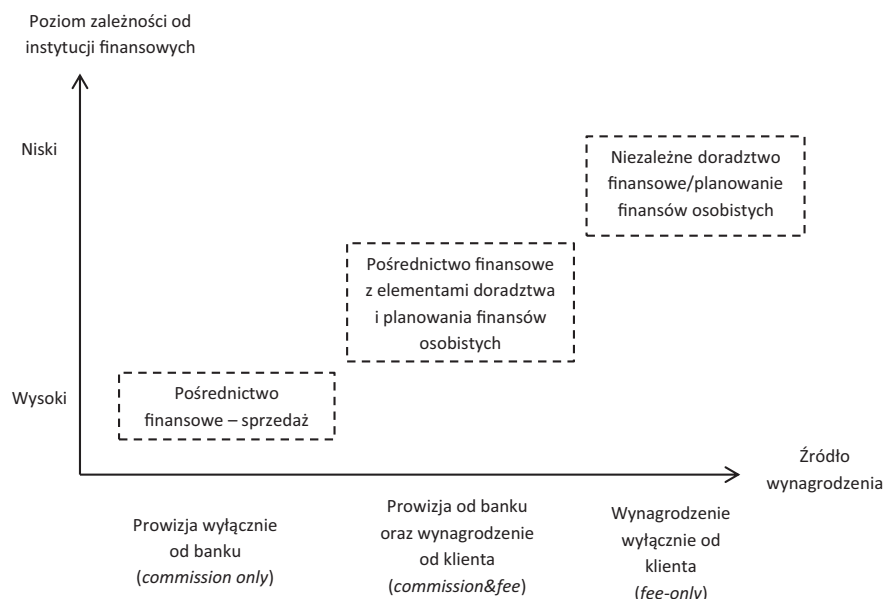 Poziom zależności od
instytucji finansowych
Niski
Niezależne doradztwo
finansowe/planowanie
finansów osobistych
Pośrednictwo finansowe
z elementami doradztwa
i planowania finansów
osobistych
Wysoki
Pośrednictwo
finansowe – sprzedaż
Źródło
wynagrodzenia
Prowizja wyłącznie
od banku
(commission only)
Prowizja od banku
oraz wynagrodzenie
od klienta
(commission&fee)
Wynagrodzenie
wyłącznie od
klienta
(fee-only)